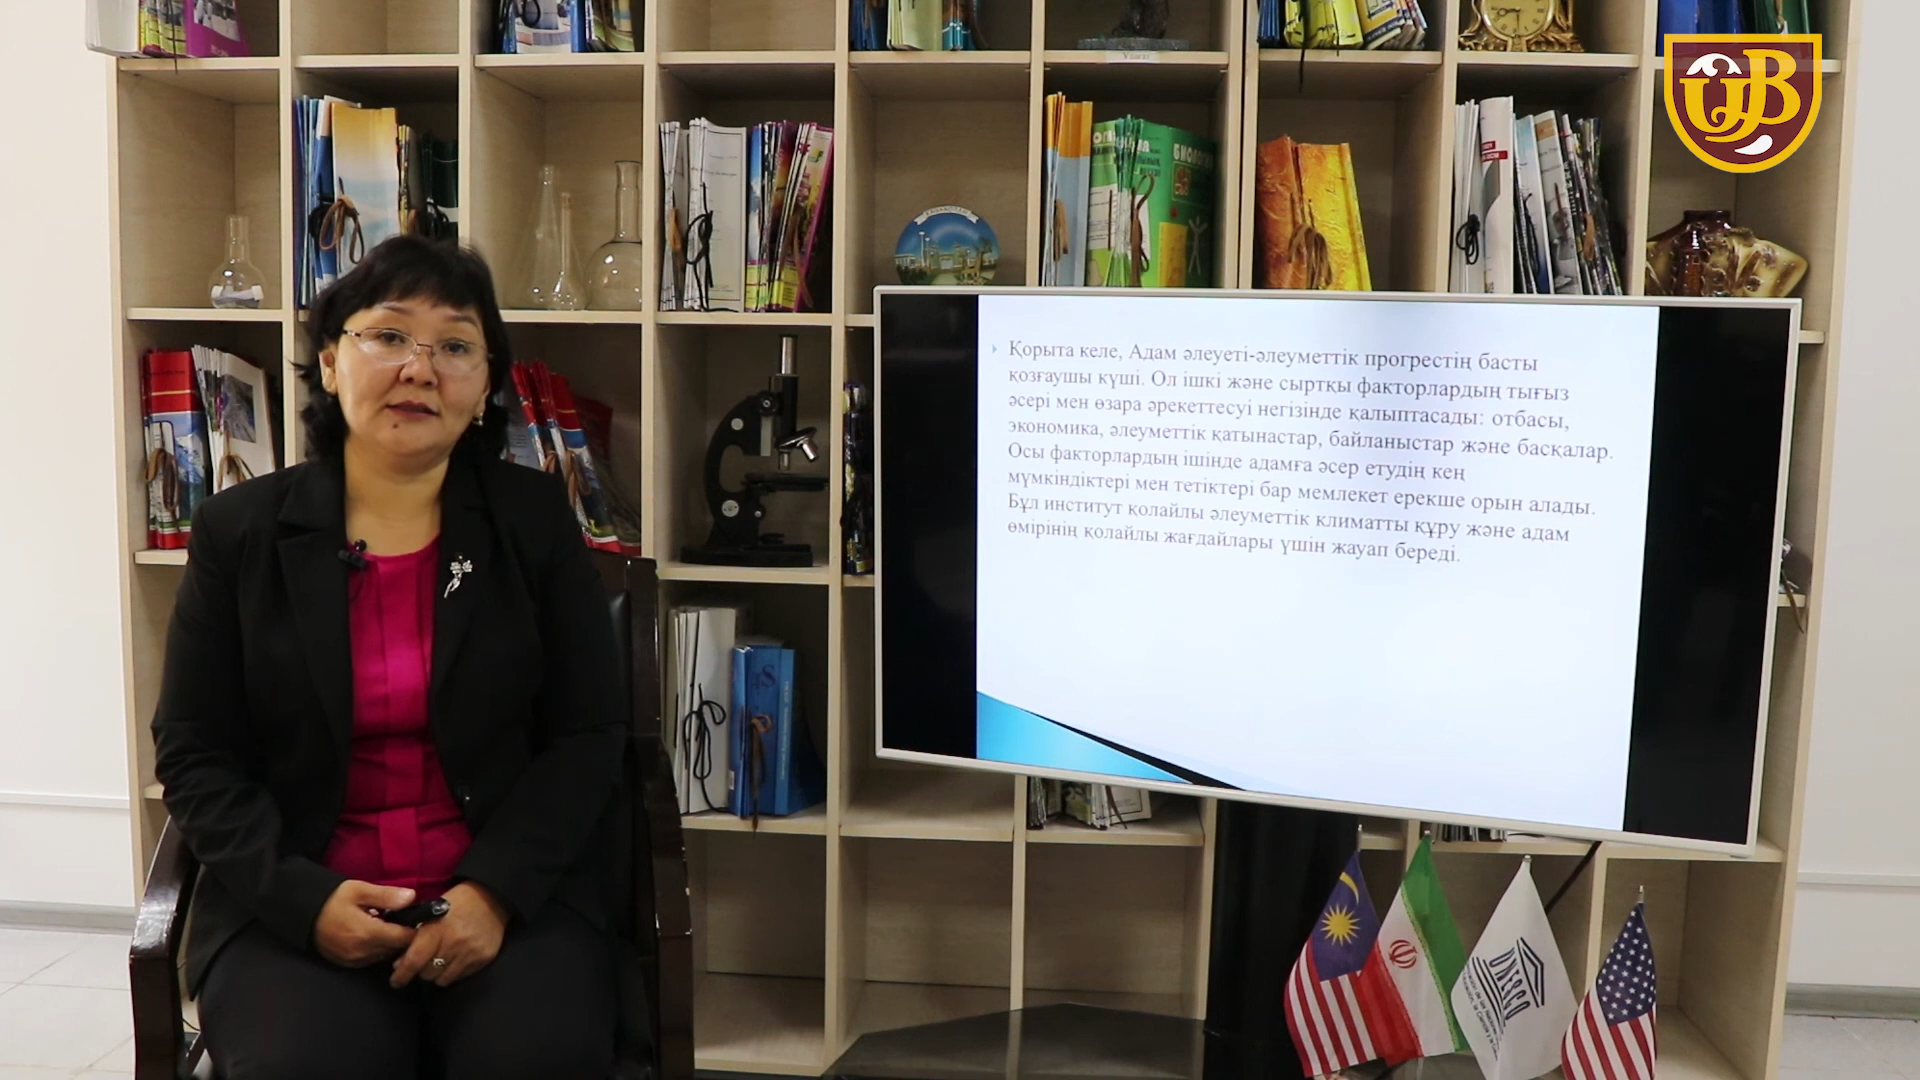 БИОЛОГИЯ
Қорыта келе, Адам әлеуеті-әлеуметтік прогрестің басты
қозғаушы күші. Ол ішкі және сыртқы факторлардың тығыз
әсері мен өзара әрекеттесуі негізінде қалыптасады: отбасы,
экономика, әлеуметтік қатынастар, байланыстар және басқалар.
Осы факторлардың ішінде адамға әсер етудің кең
мүмкіндіктері мен тетіктері бар мемлекет ерекше орын алады.
Бұл институт қолайлы әлеуметтік климатты құру және адам
өмірінің қолайлы жағдайлары үшін жауап береді.
UNESCO